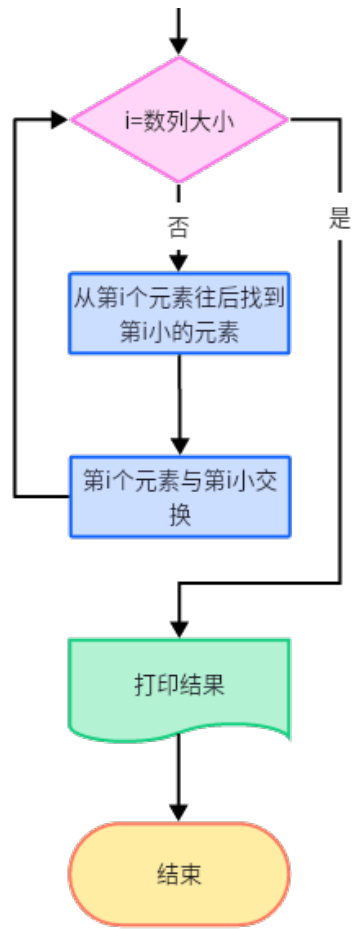 i=数列大小
否
是
从第i个元素往后找到
第i小的元素
第i个元素与第i小交
换
打印结果
结束